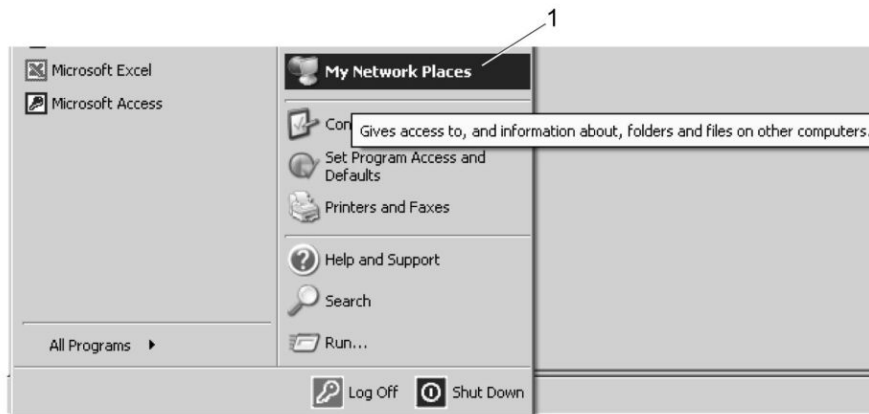 1
Microsoft Excel
Microsoft Access
All Programs
My Network Places
Con
Gives access to, and information about, folders and files on other computers.
Set Program Access and
Defaults
Printers and Faxes
Help and Support
Search
Run...
Log Off
Shut Down